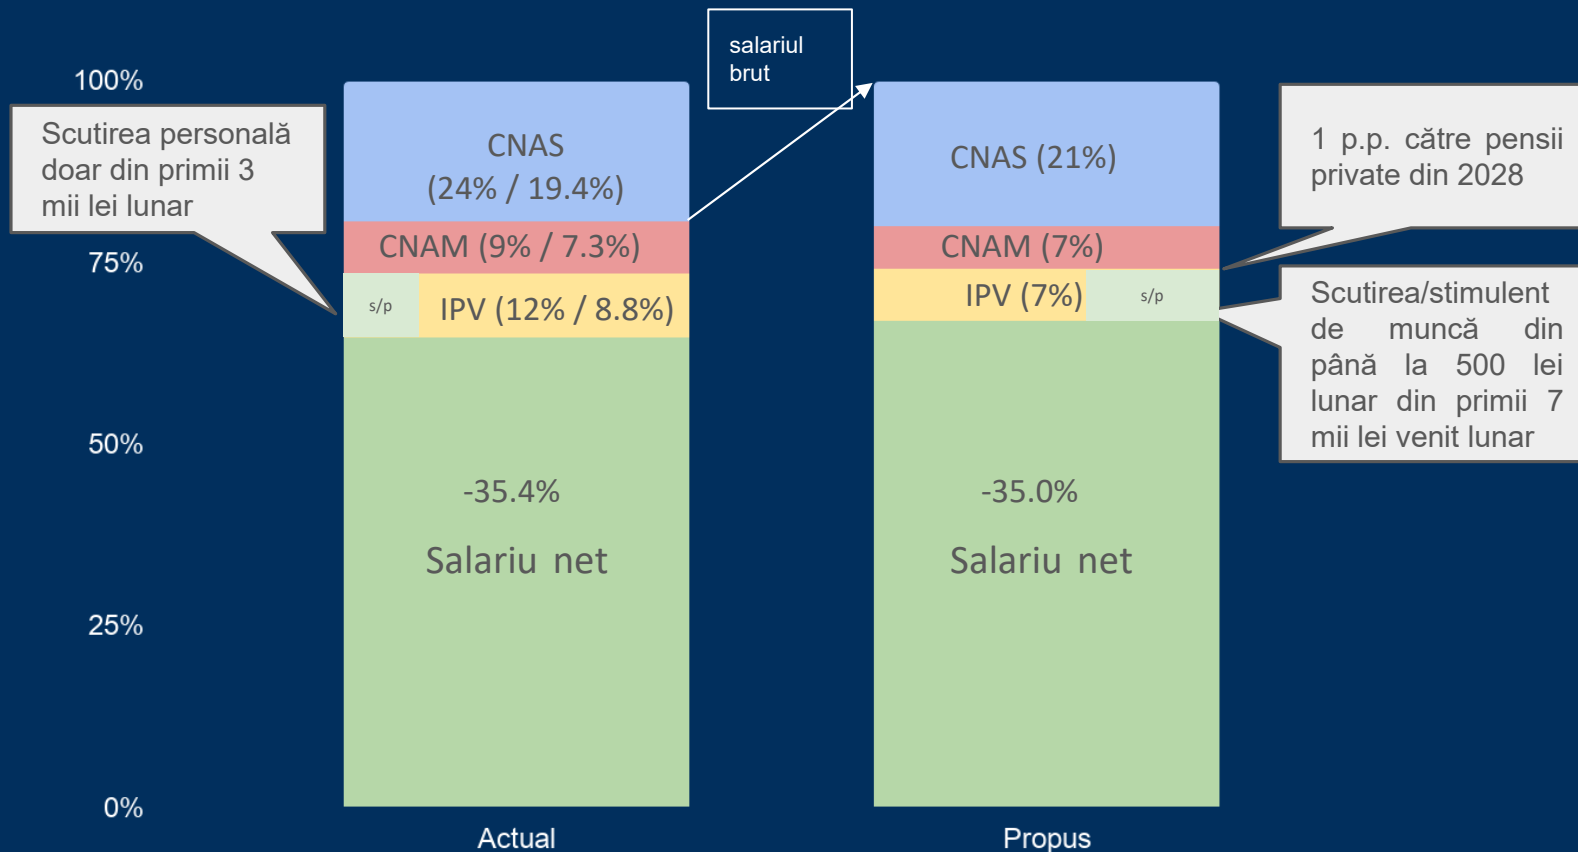 salariul
brut
100%
75%
50%
25%
0%
Scutirea personală
doar din primii 3
mii lei lunar
CNAS
(24% / 19.4%)
CNAM (9% / 7.3%)
s/p
IPV (12% / 8.8%)
-35.4%
Salariu net
Actual
CNAS (21%)
CNAM (7%)
IPV (7%)
s/p
-35.0%
Salariu net
Propus
1 p.p. către pensii
private din 2028
Scutirea/stimulent
de muncă din
până la 500 lei
lunar din primii 7
mii lei venit lunar